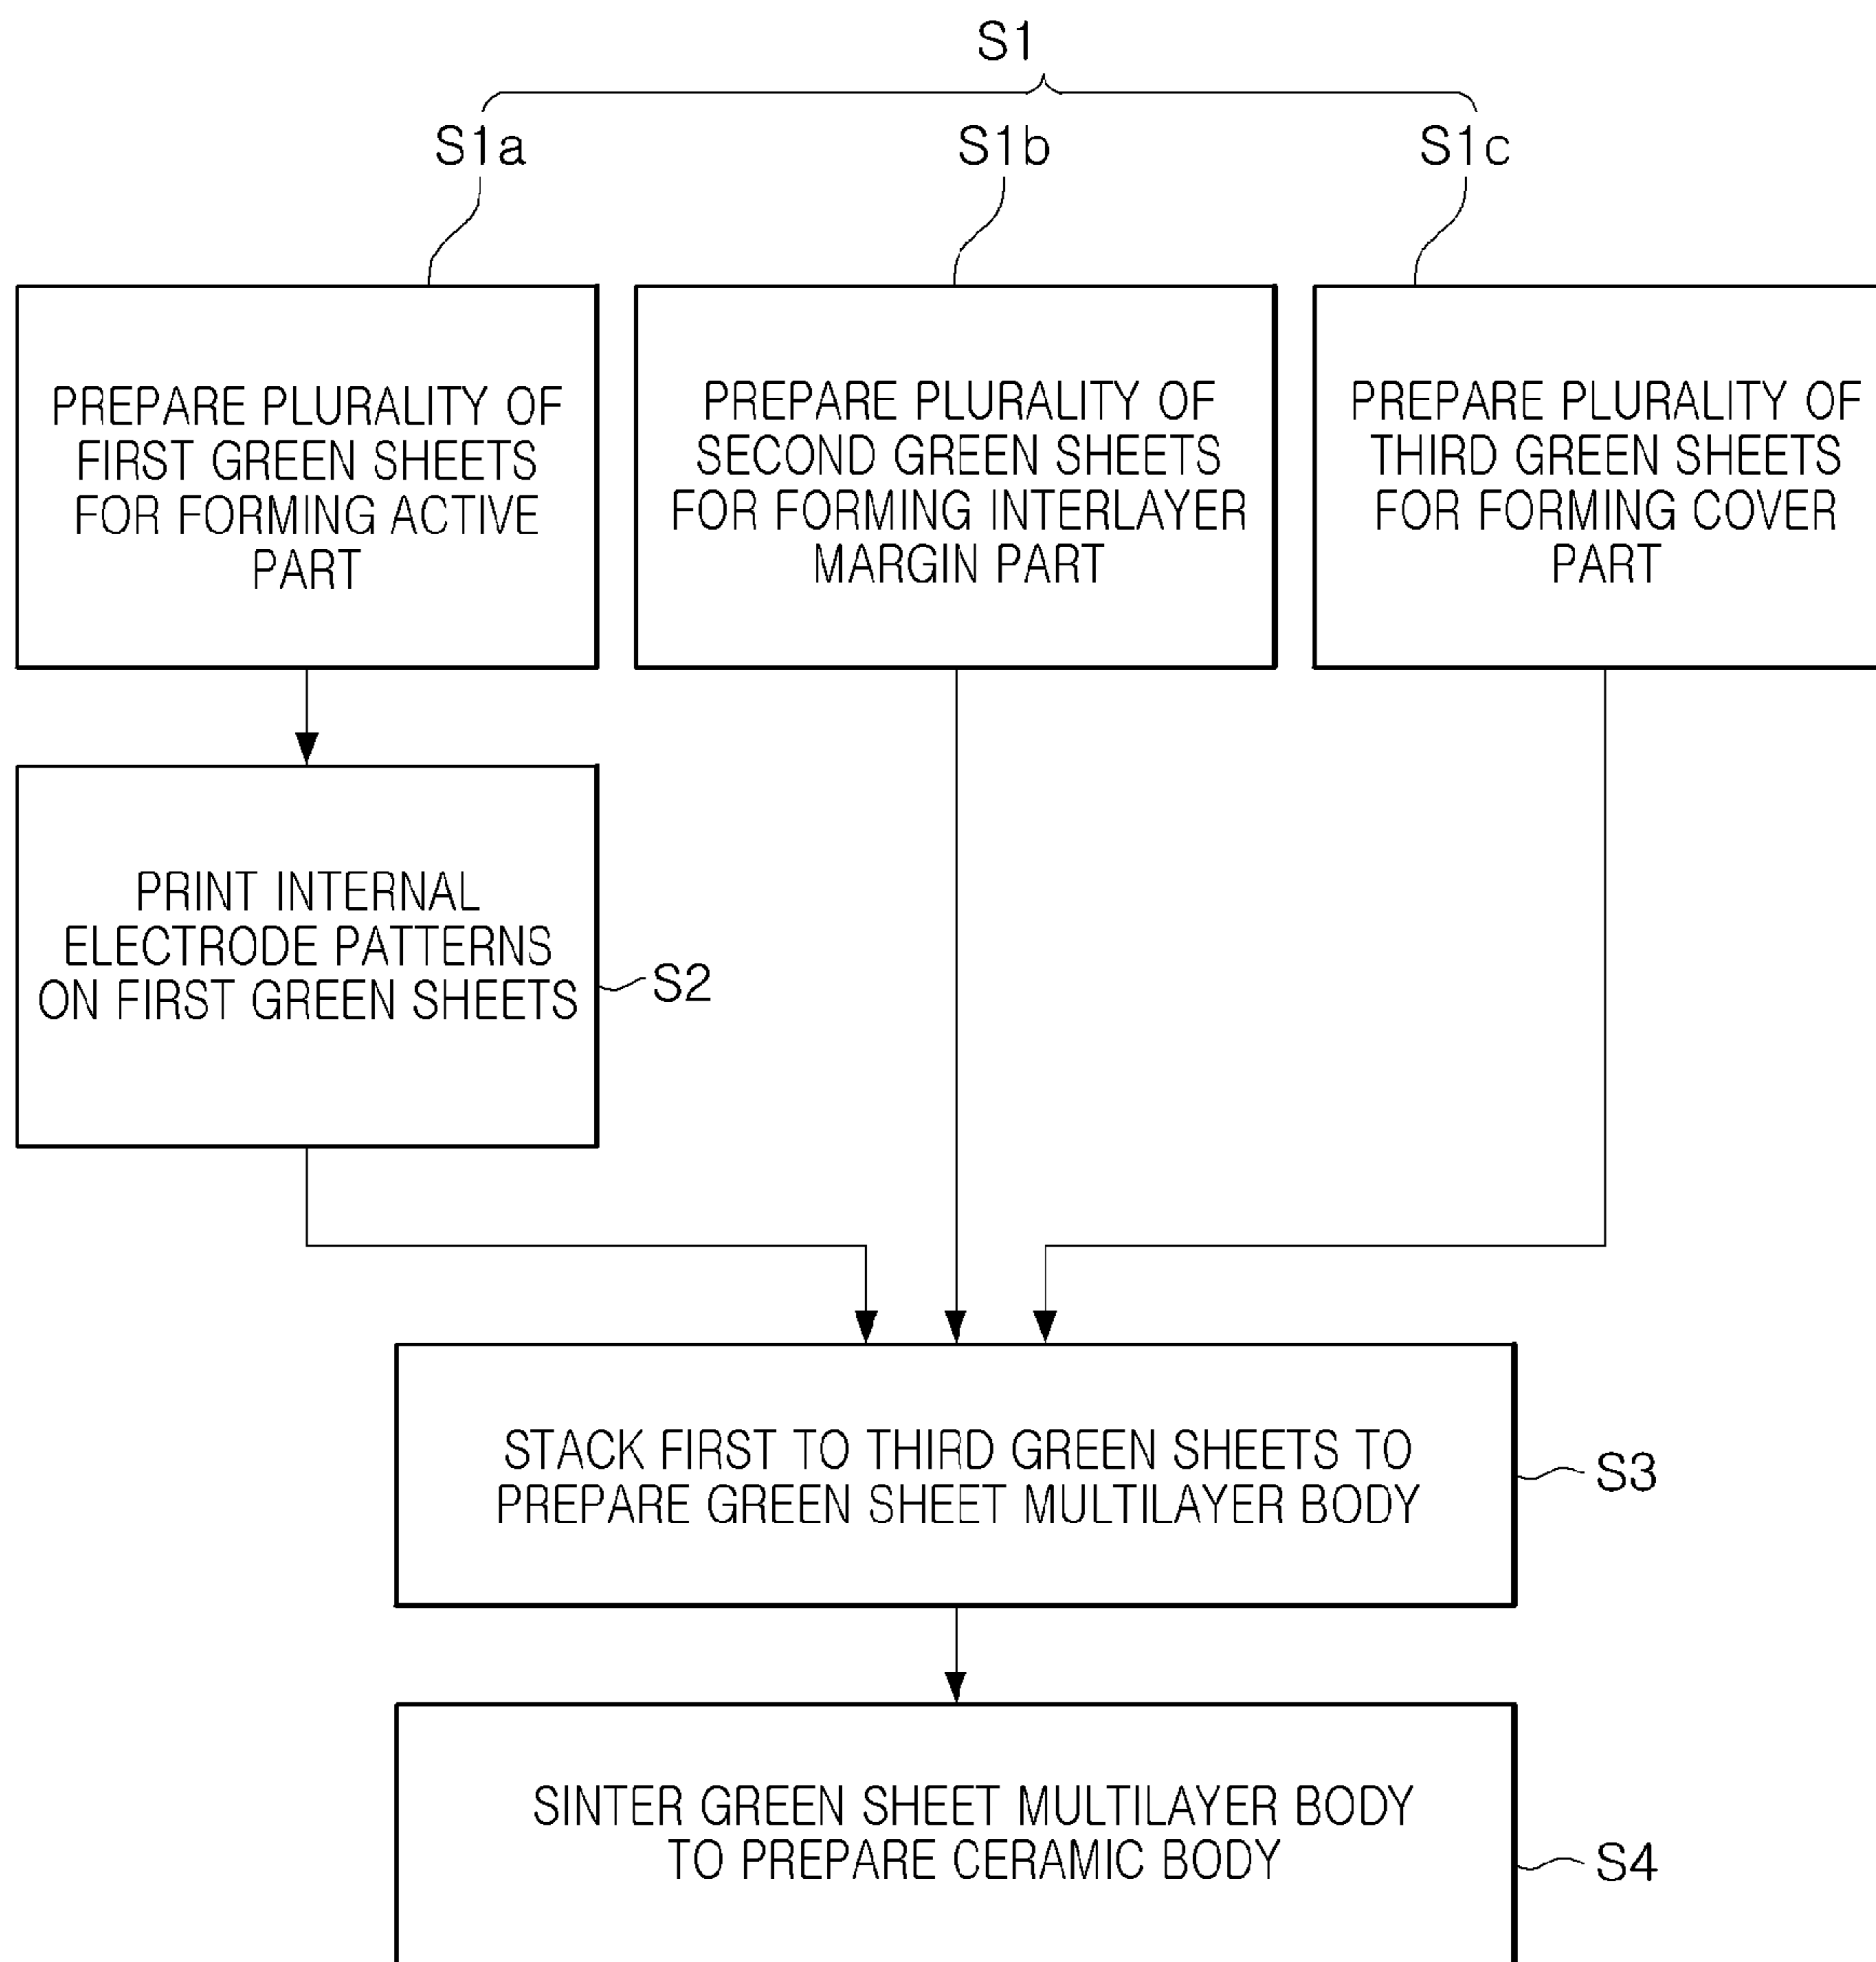 S1
S1a
S1b
S1c
PREPARE PLURALITY OF
FIRST GREEN SHEETS
FOR FORMING ACTIVE
PART
PREPARE PLURALITY OF
SECOND GREEN SHEETS
FOR FORMING INTERLAYER
MARGIN PART
PREPARE PLURALITY OF
THIRD GREEN SHEETS
FOR FORMING COVER
PART
PRINT INTERNAL
ELECTRODE PATTERNS
ON FIRST GREEN SHEETS
S2
STACK FIRST TO THIRD GREEN SHEETS TO
PREPARE GREEN SHEET MULTILAYER BODY
S3
SINTER GREEN SHEET MULTILAYER BODY
TO PREPARE CERAMIC BODY
S4